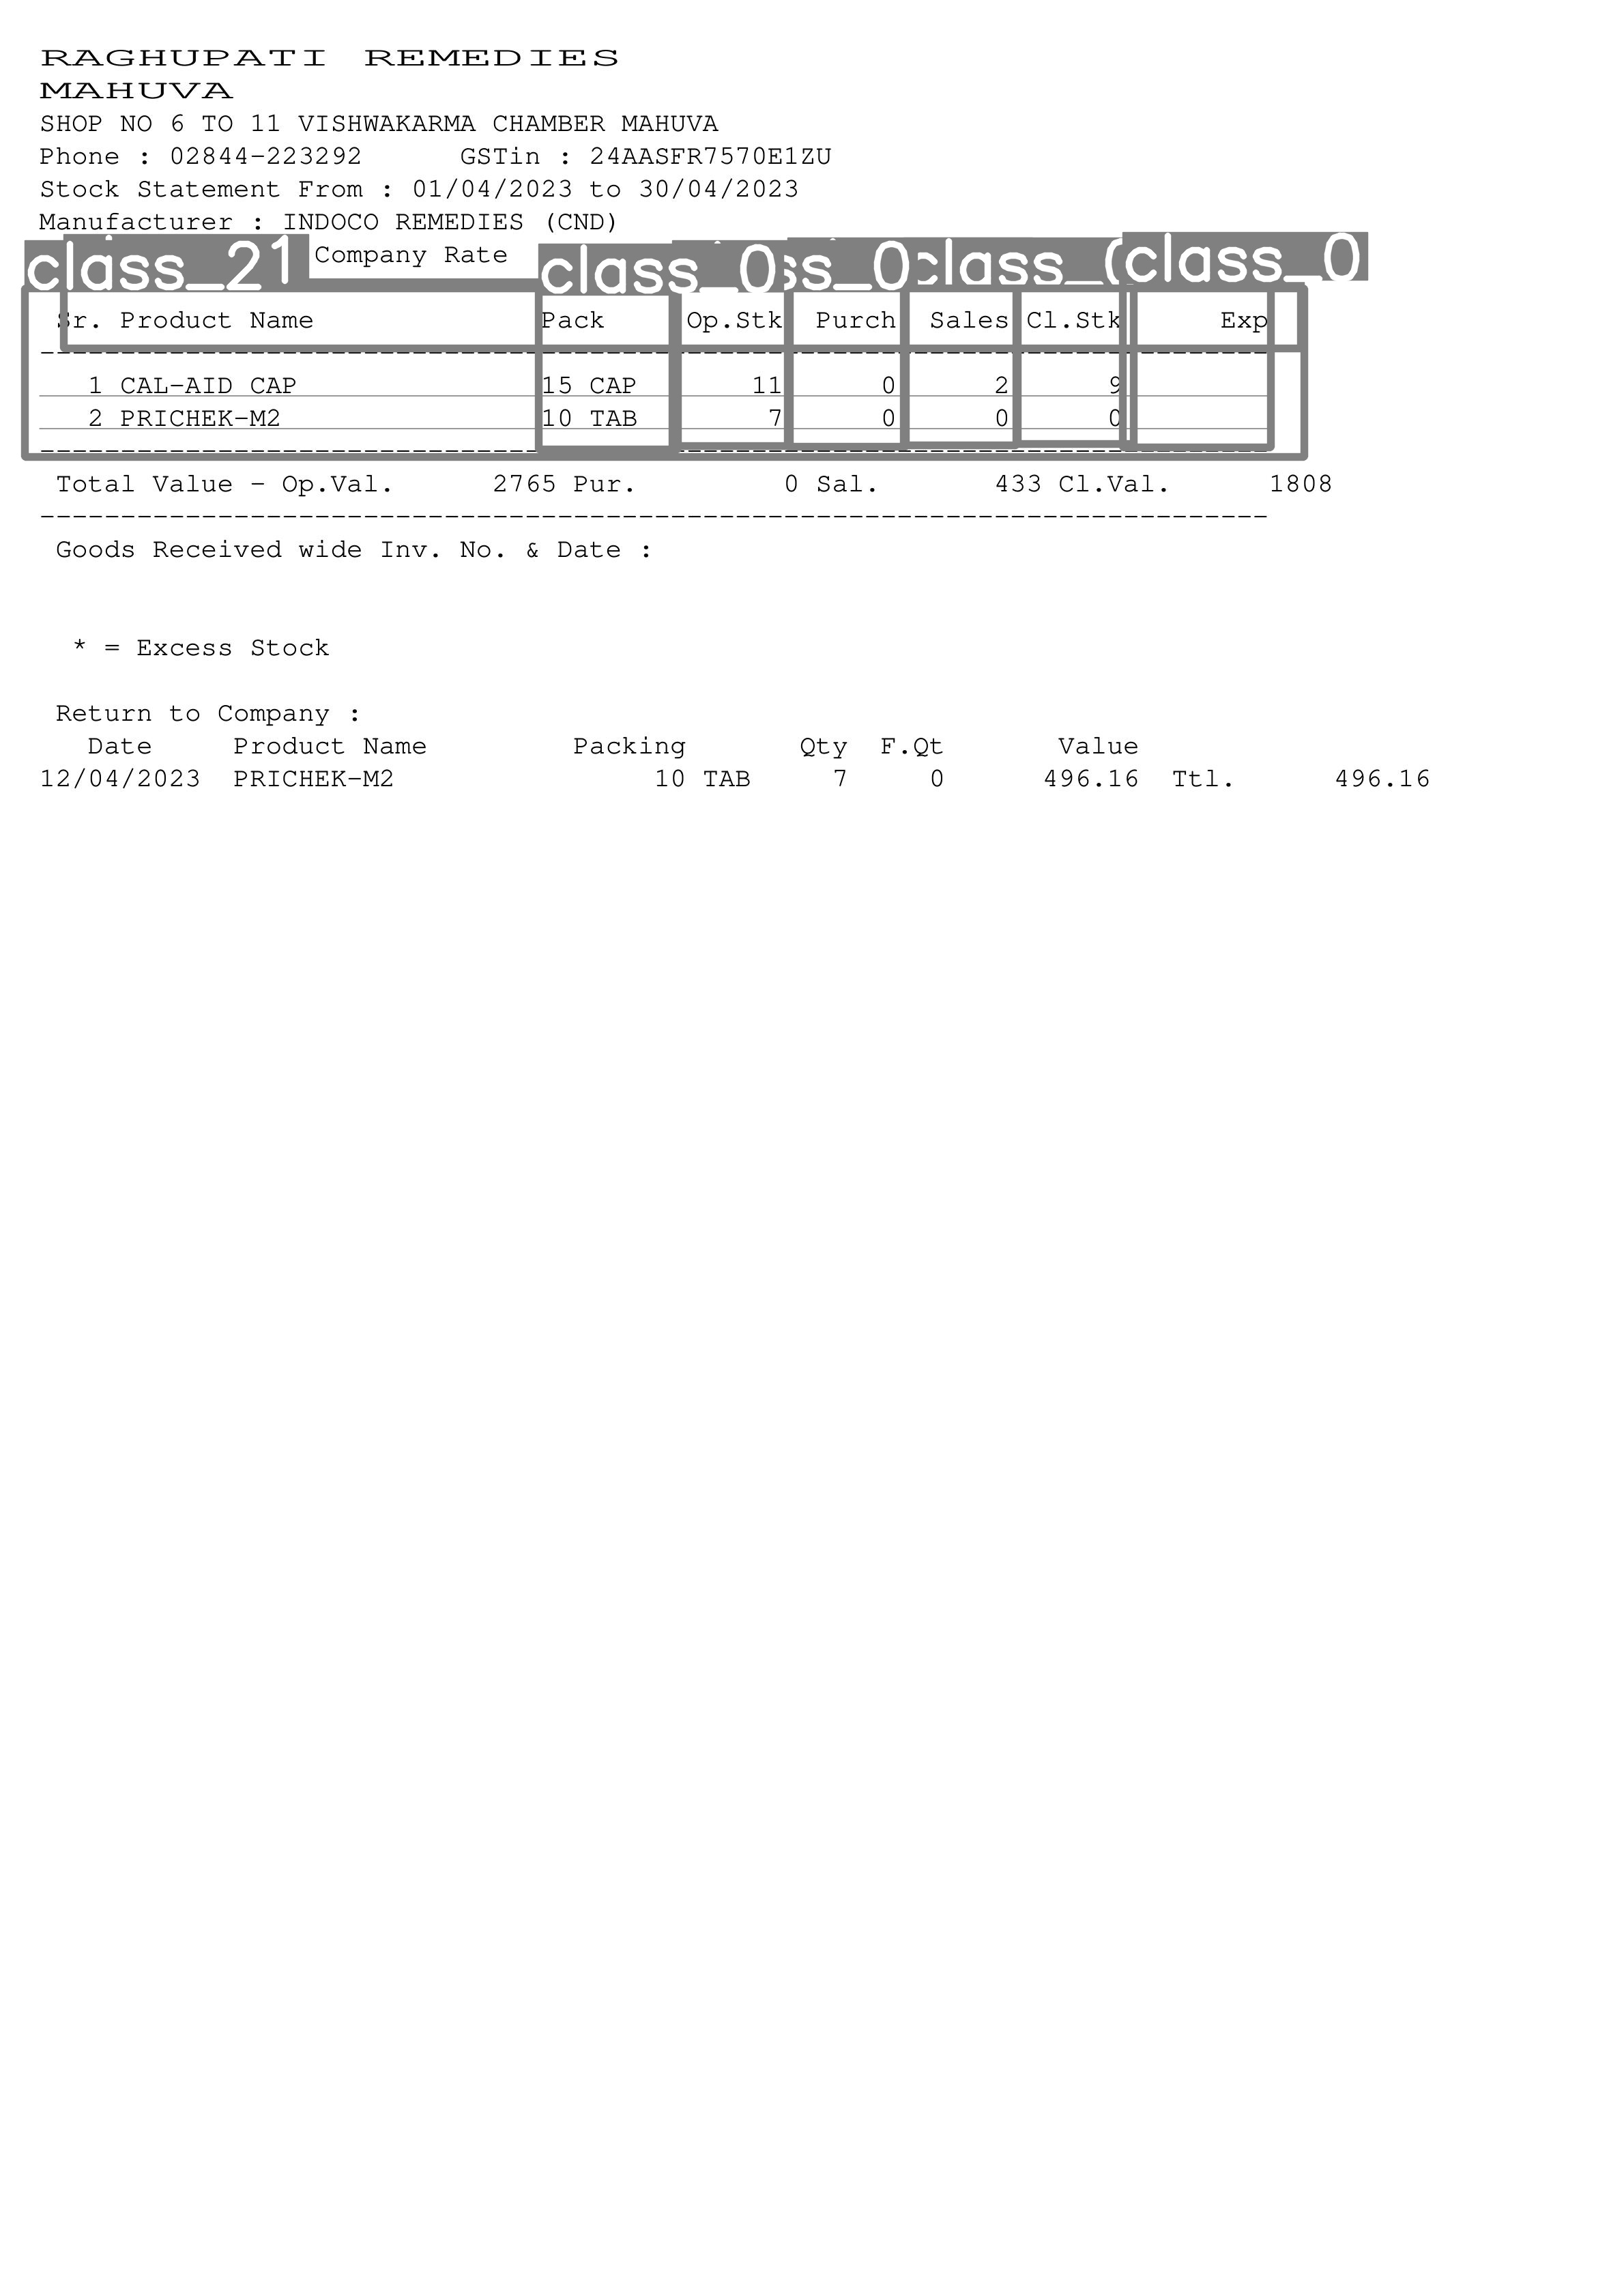 RAGHUPATI REMEDIES
MAHUVA
SHOP NO 6 TO 11 VISHWAKARMA CHAMBER MAHUVA
Phone : 02844-223292 GSTin : 24AASFR7570E1ZU
Stock Statement From : 01/04/2023 to 30/04/2023
Manufacturer : INDOCO REMEDIES (CND)
class_21 Company Rate class_0 ss_0 class_ class_0
Sr. Product Name Pack Op.Stk Purch Sales Cl.Stk Exp
1 CAL-AID CAP 15 CAP 11 0 2 9
2 PRICHEK-M2 10 TAB 7 0 0 0
Total Value - Op.Val. 2765 Pur. 0 Sal. 433 Cl.Val. 1808
Goods Received wide Inv. No. & Date :
* = Excess Stock
Return to Company :
Date Product Name Packing Qty F.Qt Value
12/04/2023 PRICHEK-M2 10 TAB 7 0 496.16 Ttl. 496.16